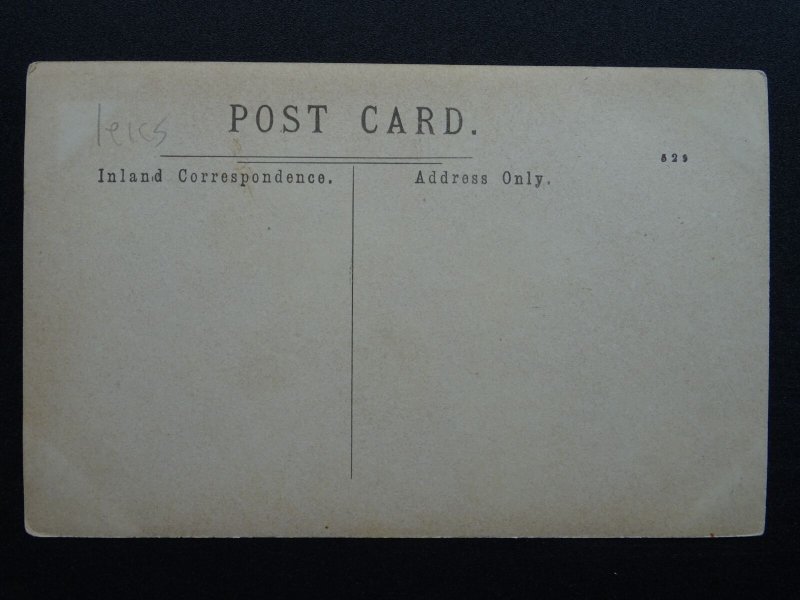 leics
POST CARD.
529
Inland Correspondence.
Address Only.